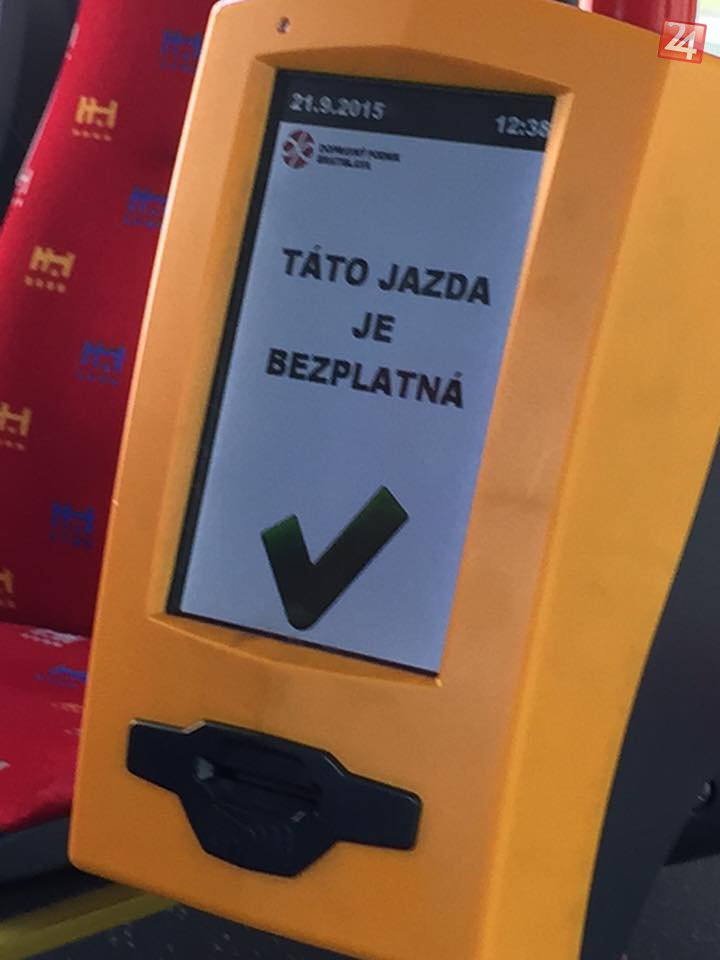 24
21.9.2015 12:38
DOPRAVNÝ PODNIK
BRATISLAVA
TÁTO JAZDA
JE
BEZPLATNÁ